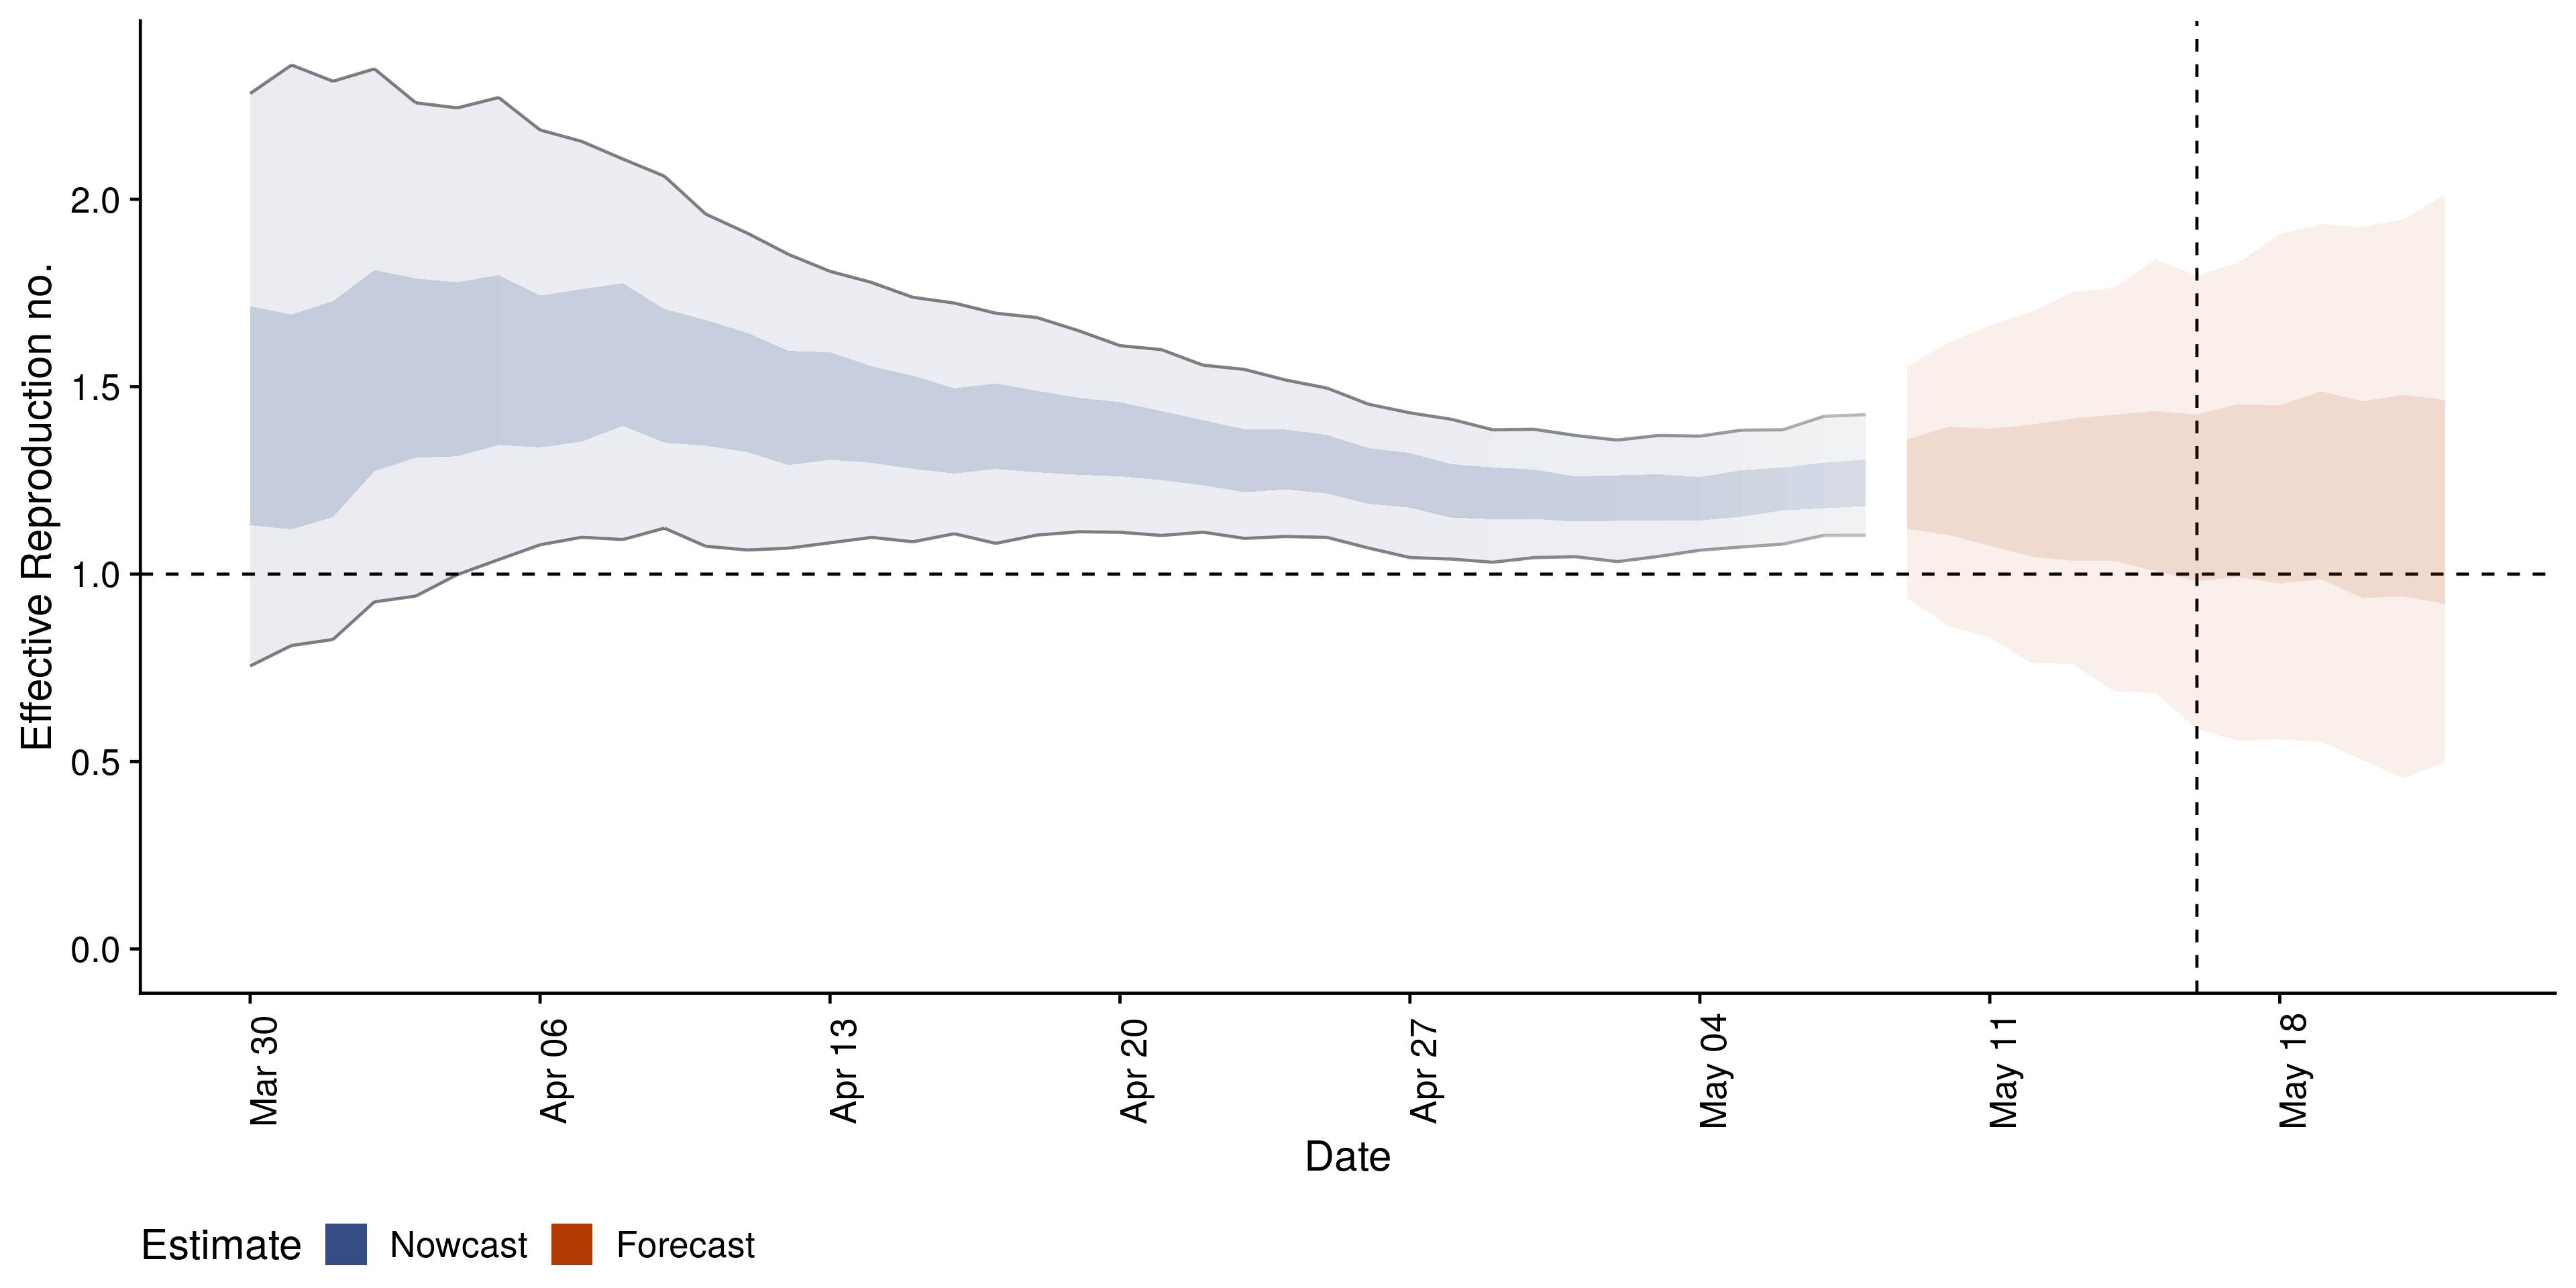 Effective Reproduction no.
2.0
1.5
1.0
0.5
0.0
Mar 30
Apr 06
Apr 13
Apr 20
Apr 27
May 04
May 11
May 18
Date
Estimate Nowcast Forecast